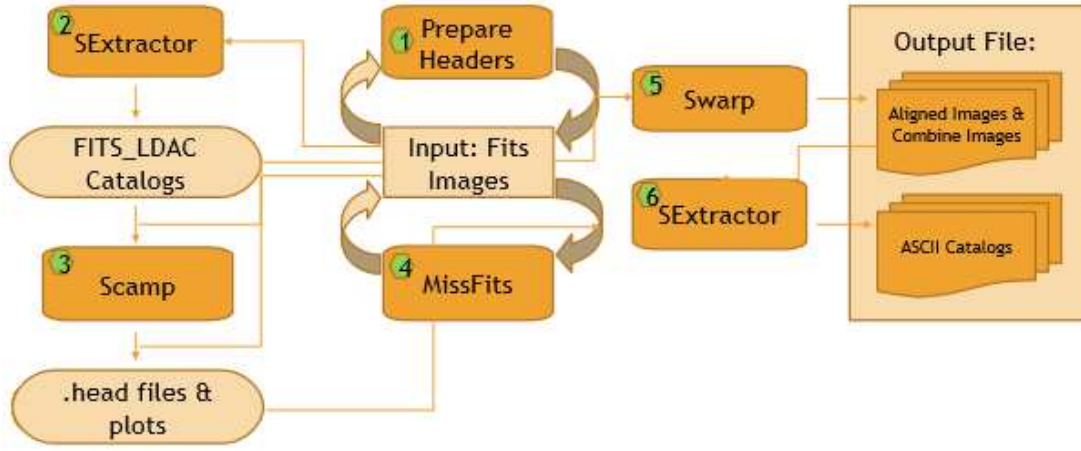 2
SExtractor
FITS_LDAC
Catalogs
3
Scamp
.head files &
plots
1
Prepare
Headers
Input: Fits
Images
4
MissFits
5
Swarp
6
SExtractor
Output File:
Aligned Images &
Combine Images
ASCII Catalogs